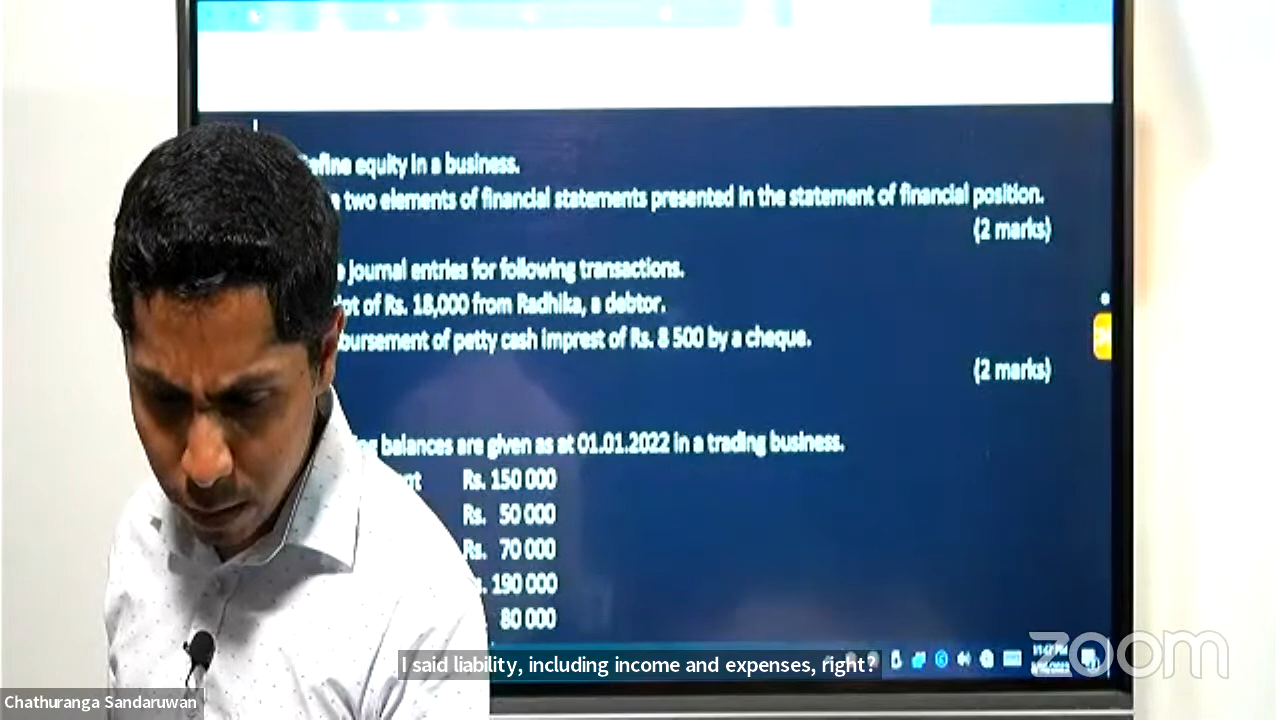 efine equity in a business.
two elements of financial statements presented in the statement of financial position.
(2 marks)
Journal entries for following transactions.
of Rs. 18,000 from Radhika, a debtor.
bursement of petty cash imprest of Rs. 8 500 by a cheque.
(2 marks)
balances are given as at 01.01.2022 in a trading business.
nt Rs. 150 000
Rs. 50 000
Rs. 70 000
. 190 000
80 000
I said liability, including income and expenses, right?
zoom
Chathuranga Sandaruwan